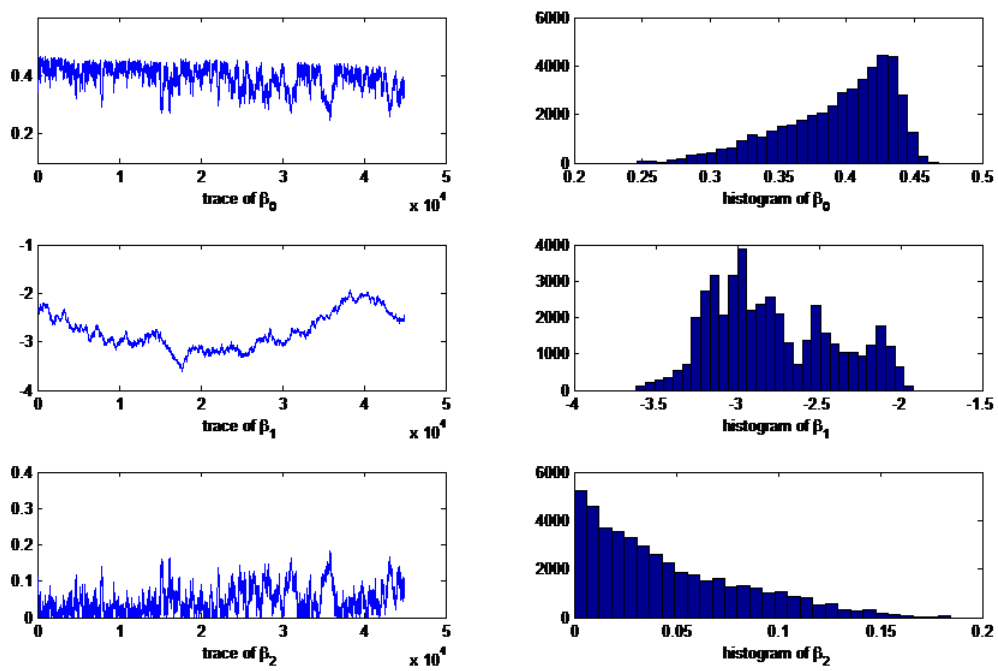 0.4
0.2
0 1 2 3 4 5
trace of β0 x 10^4
6000
4000
2000
0
0.2 0.25 0.3 0.35 0.4 0.45 0.5
histogram of β0
-1
-2
-3
-4
0 1 2 3 4 5
trace of β1 x 10^4
4000
3000
2000
1000
0
-4 -3.5 -3 -2.5 -2 -1.5
histogram of β1
0.4
0.3
0.2
0.1
0
0 1 2 3 4 5
trace of β2 x 10^4
6000
4000
2000
0
0 0.05 0.1 0.15 0.2
histogram of β2